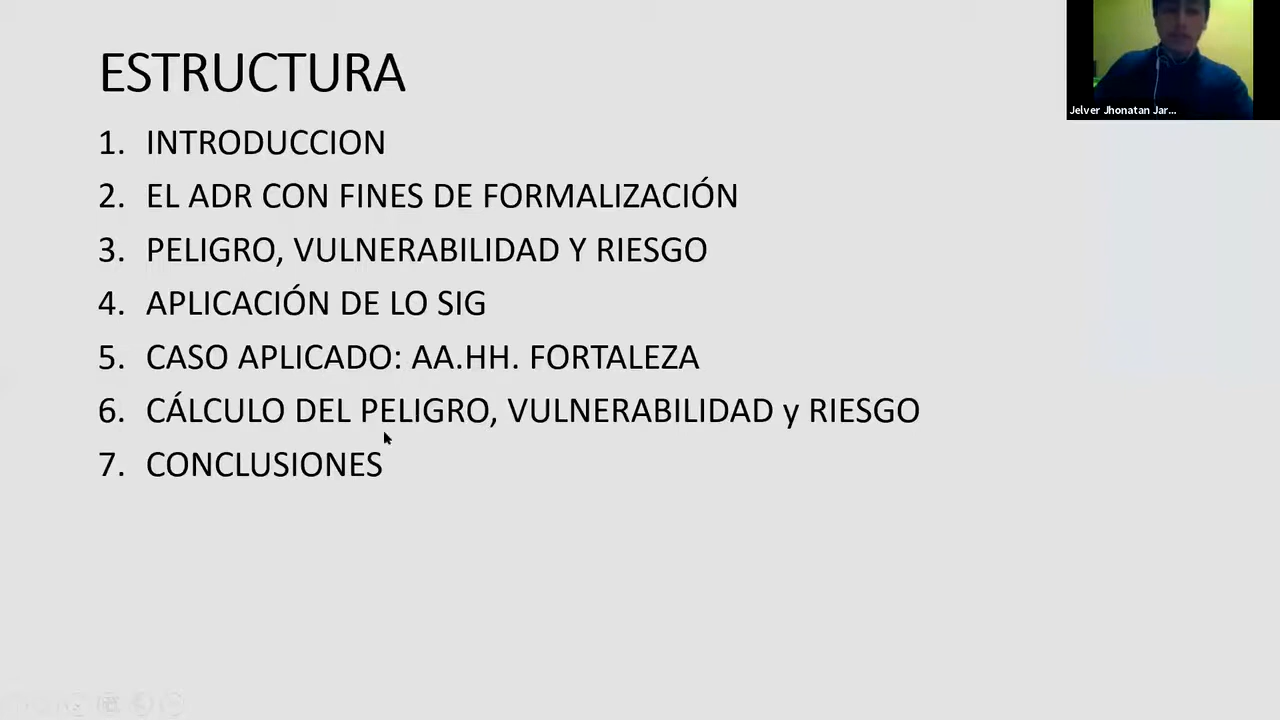 ESTRUCTURA
1. INTRODUCCION
2. EL ADR CON FINES DE FORMALIZACIÓN
3. PELIGRO, VULNERABILIDAD Y RIESGO
4. APLICACIÓN DE LO SIG
5. CASO APLICADO: AA.HH. FORTALEZA
6. CÁLCULO DEL PELIGRO, VULNERABILIDAD y RIESGO
7. CONCLUSIONES
Jelver Jhonatan Jar...